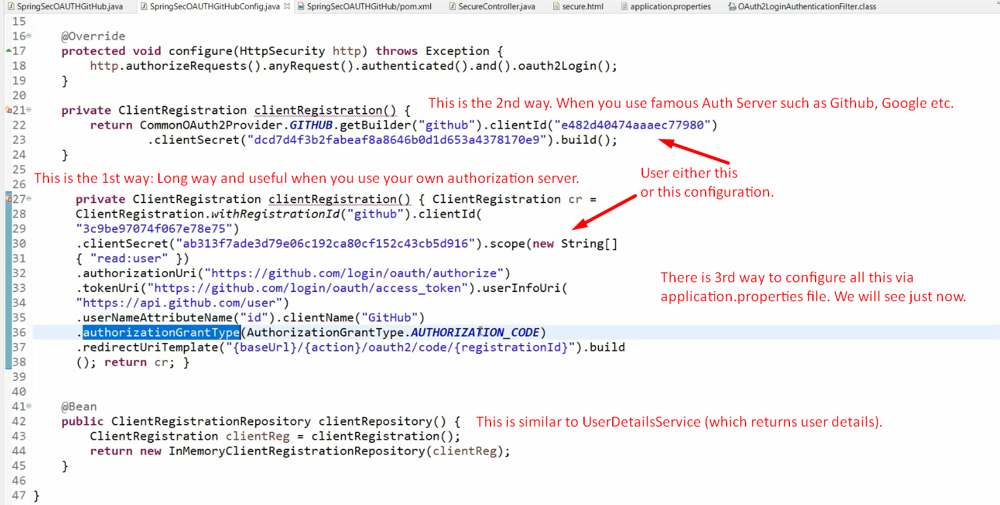 SpringSecOAUTHGitHub.java SpringSecOAUTHGitHubConfig.java SpringSecOAUTHGitHub/pom.xml SecureController.java secure.html application.properties OAuth2LoginAuthenticationFilter.class
15
16 @Override
17 protected void configure(HttpSecurity http) throws Exception {
18 http.authorizeRequests().anyRequest().authenticated().and().oauth2Login();
19 }
20
21 private ClientRegistration clientRegistration() { This is the 2nd way. When you use famous Auth Server such as Github, Google etc.
22 return CommonOAuth2Provider.GITHUB.getBuilder("github").clientId("e482d40474aaaec77980")
23 .clientSecret("dcd7d4f3b2fabeaf8a8646b0d1d653a4378170e9").build();
24 }
25
This is the 1st way: Long way and useful when you use your own authorization server.
User either this
or this configuration.
26
27 private ClientRegistration clientRegistration() { ClientRegistration cr =
28 ClientRegistration.withRegistrationId("github").clientId(
29 "3c9be97074f067e78e75")
30 .clientSecret("ab313f7ade3d79e06c192ca80cf152c43cb5d916").scope(new String[]
31 { "read:user" })
32 .authorizationUri("https://github.com/login/oauth/authorize")
33 .tokenUri("https://github.com/login/oauth/access_token").userInfoUri(
34 "https://api.github.com/user")
There is 3rd way to configure all this via
application.properties file. We will see just now.
35 .userNameAttributeName("id").clientName("GitHub")
36 .authorizationGrantType(AuthorizationGrantType.AUTHORIZATION_CODE)
37 .redirectUriTemplate("{baseUrl}/{action}/oauth2/code/{registrationId}").build
38 (); return cr; }
39
40
41 @Bean
42 public ClientRegistrationRepository clientRepository() { This is similar to UserDetailsService (which returns user details).
43 ClientRegistration clientReg = clientRegistration();
44 return new InMemoryClientRegistrationRepository(clientReg);
45 }
46
47 }